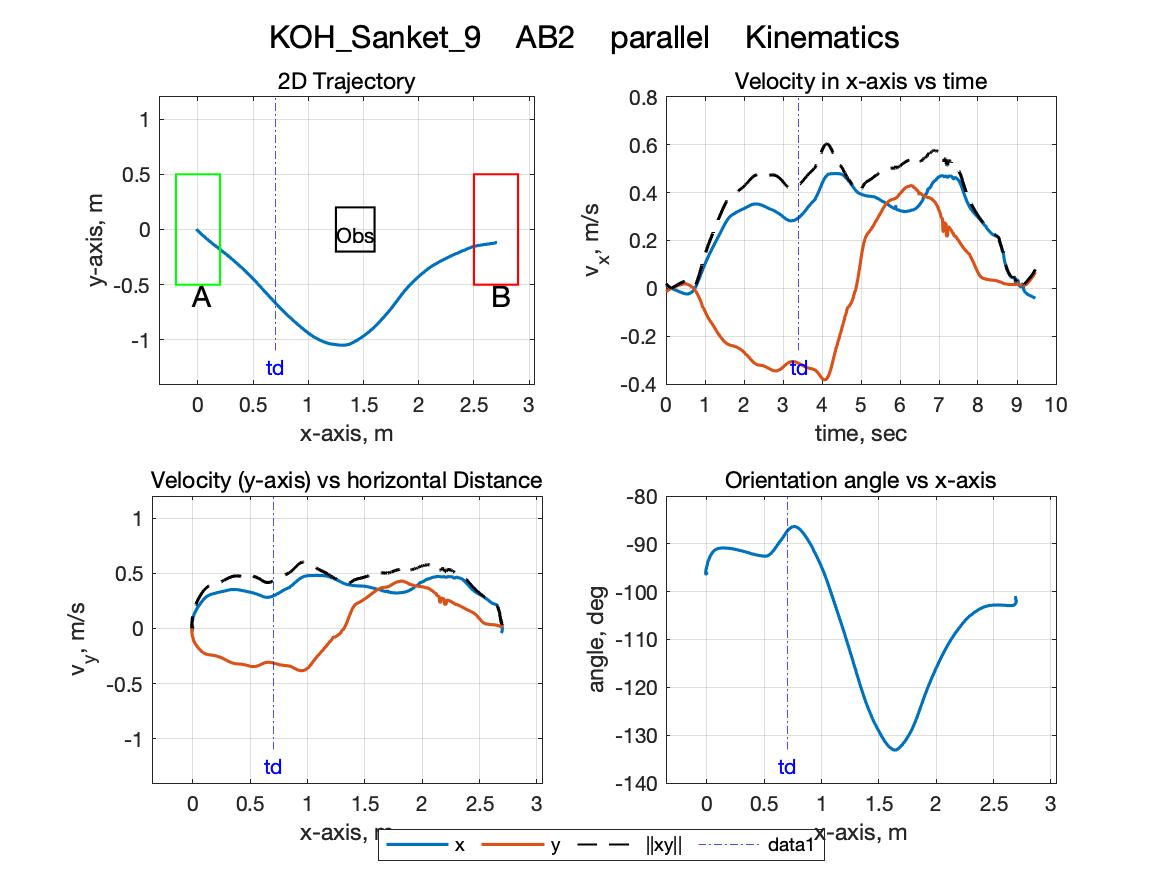 KOH_Sanket_9 AB2 parallel Kinematics
2D Trajectory
1
0.5
0
-0.5
-1
y-axis, m
Obs
A
B
td
0 0.5 1 1.5 2 2.5 3
x-axis, m
Velocity in x-axis vs time
0.8
0.6
0.4
0.2
0
-0.2
-0.4
v_x, m/s
td
0 1 2 3 4 5 6 7 8 9 10
time, sec
Velocity (y-axis) vs horizontal Distance
1
0.5
0
-0.5
-1
v_y, m/s
td
0 0.5 1 1.5 2 2.5 3
x-axis, m
Orientation angle vs x-axis
-80
-90
-100
-110
-120
-130
-140
angle, deg
td
0 0.5 1 1.5 2 2.5 3
x-axis, m
x y ||xy|| data1